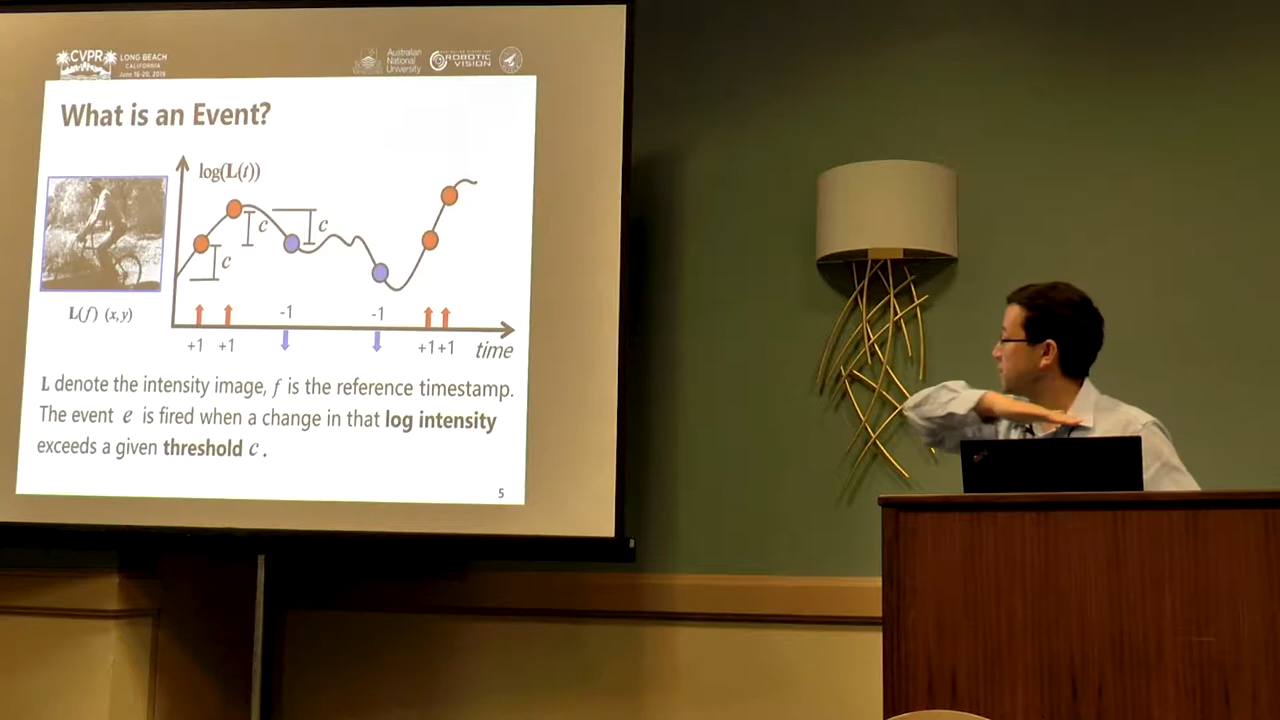 CVPR
LONG BEACH
CALIFORNIA
June 16-20, 2019
Australian
National
University
ROBOTIC
VISION
What is an Event?
log(L(t))
c
c
c
L(f) (x, y)
-1
-1
+1
+1
+1+1
time
L denote the intensity image, f is the reference timestamp.
The event e is fired when a change in that log intensity
exceeds a given threshold c .
5